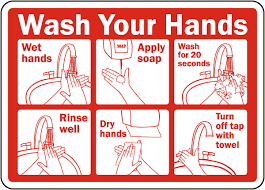 Wash Your Hands
Wet
hands
Apply
soap
SOAP
Wash
for 20
seconds
Rinse
well
Dry
hands
Turn
off tap
with
towel